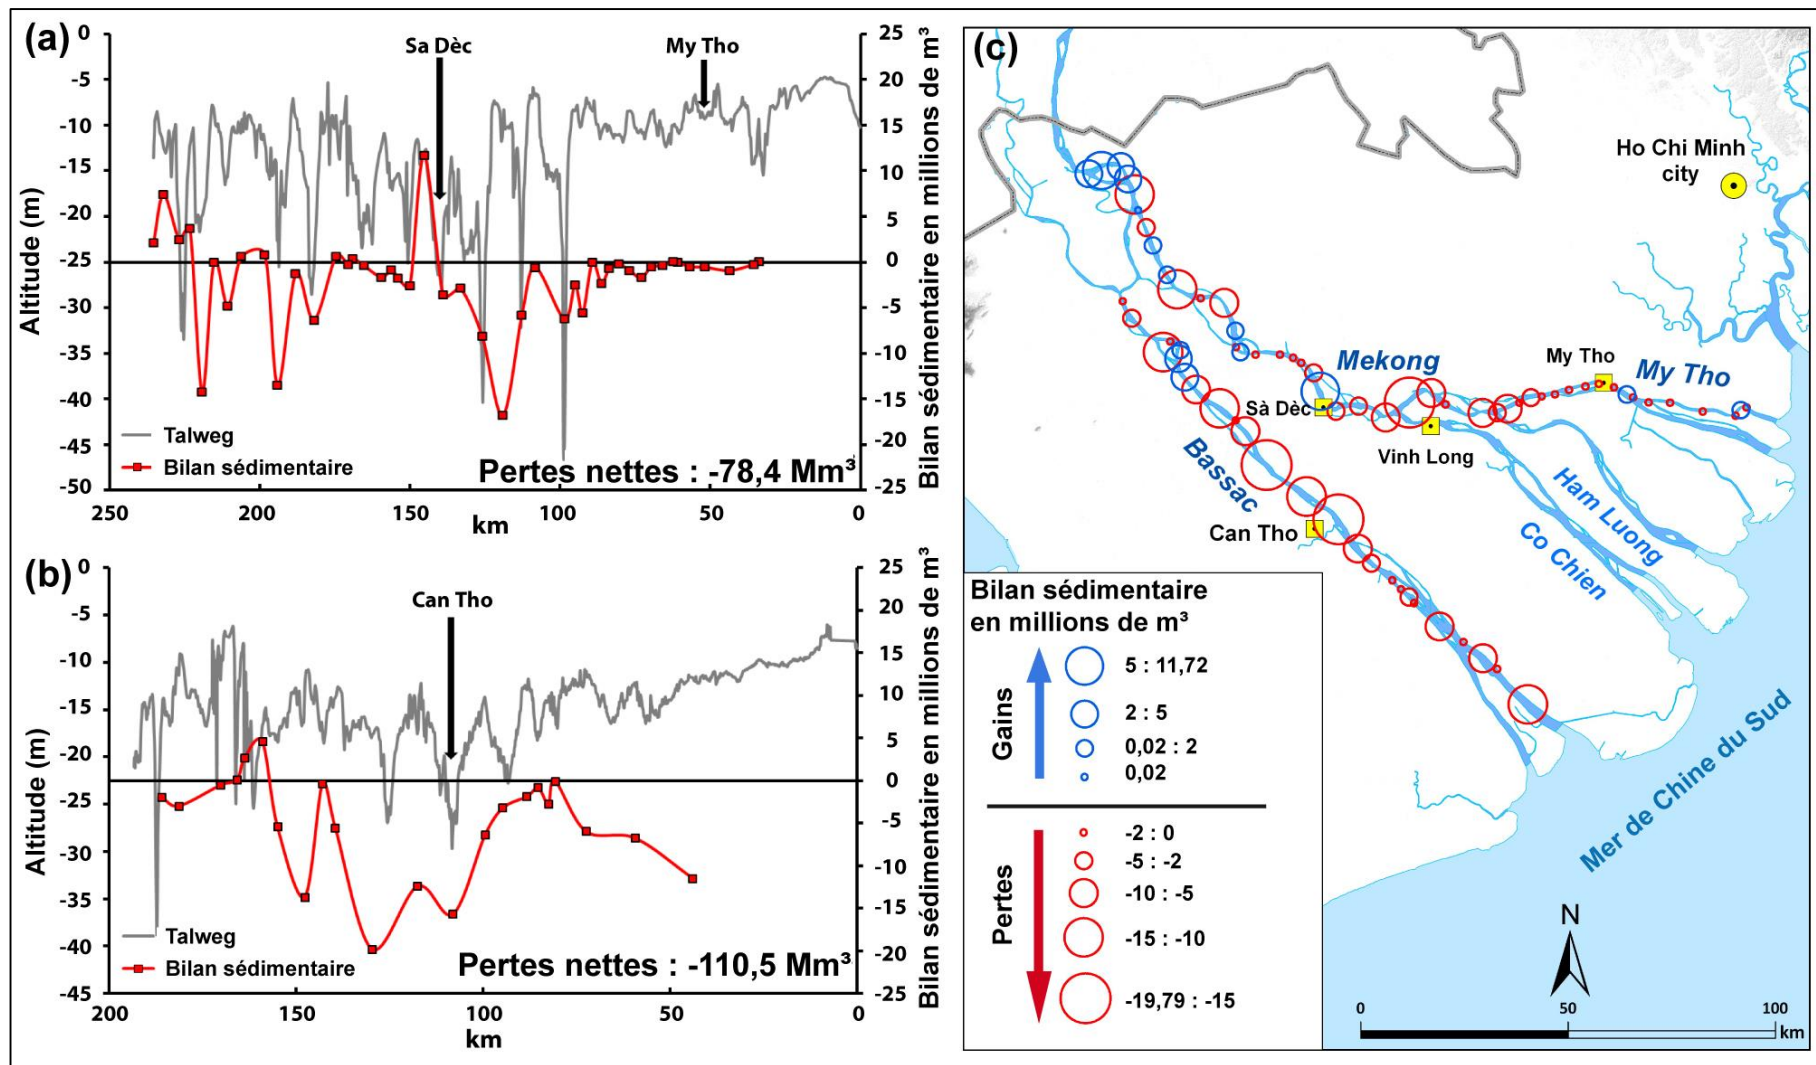 (a)
Sa Dèc
My Tho
0
-5
-10
-15
-20
-25
-30
-35
-40
-45
-50
Altitude (m)
25
20
15
10
5
0
-5
-10
-15
-20
-25
Bilan sédimentaire en millions de m³
Talweg
Bilan sédimentaire
Pertes nettes : -78,4 Mm³
250
200
150
100
50
0
km
(b)
Can Tho
0
-5
-10
-15
-20
-25
-30
-35
-40
-45
Altitude (m)
25
20
15
10
5
0
-5
-10
-15
-20
-25
Bilan sédimentaire en millions de m³
Talweg
Bilan sédimentaire
Pertes nettes : -110,5 Mm³
200
150
100
50
0
km
(c)
Ho Chi Minh
city
Mekong
My Tho
My Tho
Sà Dèc
Vinh Long
Bassac
Ham Luong
Can Tho
Co Chien
Mer de Chine du Sud
Bilan sédimentaire
en millions de m³
Gains
5 : 11,72
2 : 5
0,02 : 2
0,02
Pertes
-2 : 0
-5 : -2
-10 : -5
-15 : -10
-19,79 : -15
N
0
50
100
km